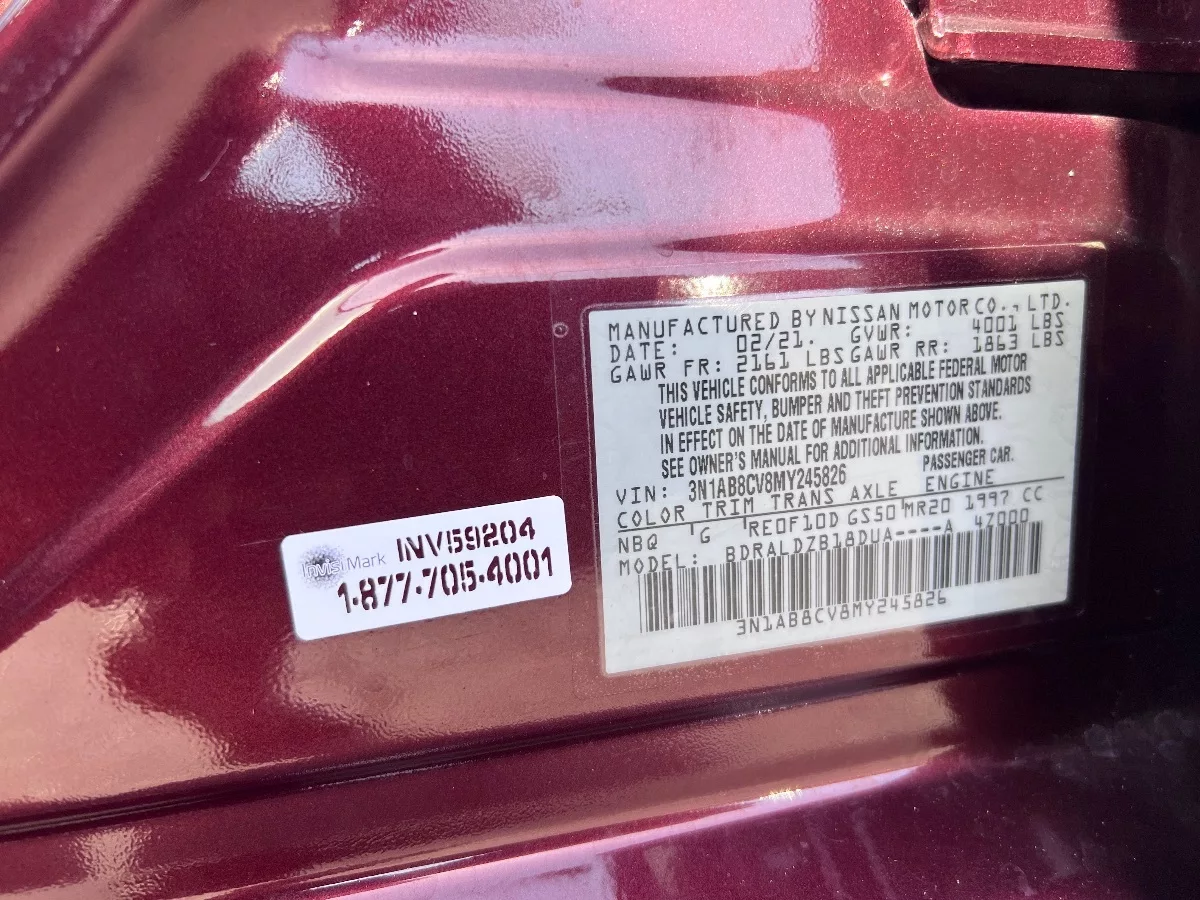 MANUFACTURED BY NISSAN MOTOR CO., LTD.
DATE: 02/21. GVWR: 4001 LBS
GAWR FR: 2161 LBS GAWR RR: 1863 LBS
THIS VEHICLE CONFORMS TO ALL APPLICABLE FEDERAL MOTOR
VEHICLE SAFETY, BUMPER AND THEFT PREVENTION STANDARDS
IN EFFECT ON THE DATE OF MANUFACTURE SHOWN ABOVE.
SEE OWNER'S MANUAL FOR ADDITIONAL INFORMATION.
PASSENGER CAR.
VIN: 3N1AB8CV8MY245826
COLOR TRIM TRANS AXLE ENGINE
NBQ G RE0F10D GS50 MR20 1997 CC
MODEL: BDRALDZB18DUA----A 47000
3N1AB8CV8MY245826
InVisiMark INV59204
1-877-705-4001